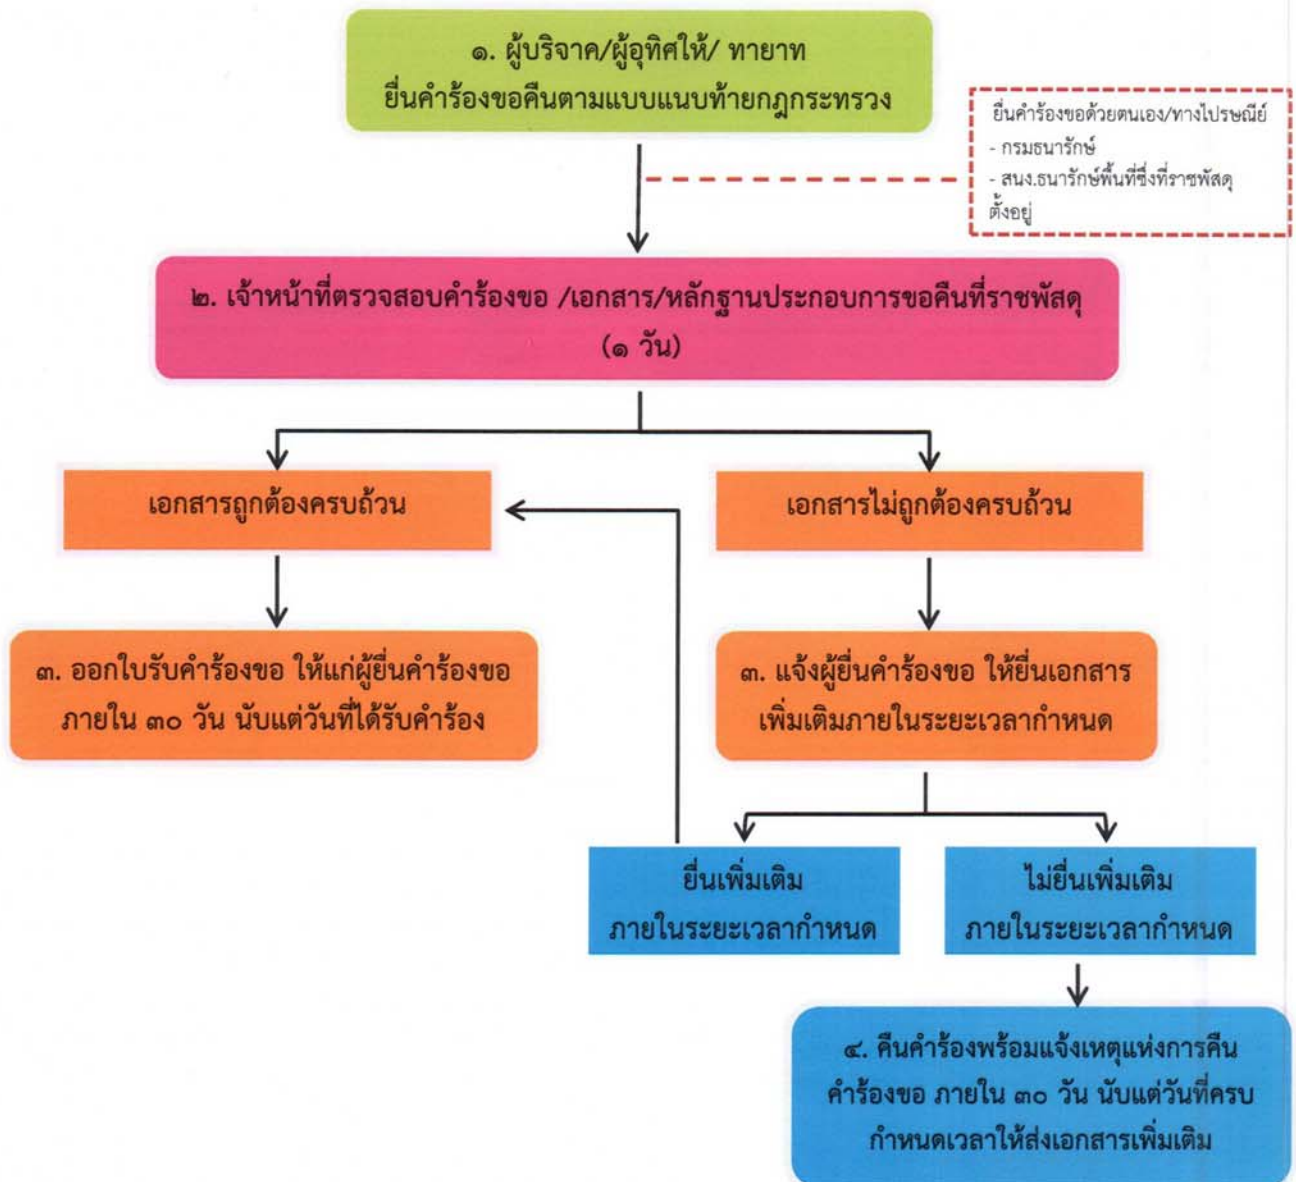 ๑. ผู้บริจาค/ผู้อุทิศให้/ ทายาท
ยื่นคำร้องขอคืนตามแบบแนบท้ายกฎกระทรวง
ยื่นคำร้องขอด้วยตนเอง/ทางไปรษณีย์
- กรมธนารักษ์
- สนง.ธนารักษ์พื้นที่ซึ่งที่ราชพัสดุ
ตั้งอยู่
๒. เจ้าหน้าที่ตรวจสอบคำร้องขอ /เอกสาร/หลักฐานประกอบการขอคืนที่ราชพัสดุ
(๑ วัน)
เอกสารถูกต้องครบถ้วน
เอกสารไม่ถูกต้องครบถ้วน
๓. ออกใบรับคำร้องขอ ให้แก่ผู้ยื่นคำร้องขอ
ภายใน ๓๐ วัน นับแต่วันที่ได้รับคำร้อง
๓. แจ้งผู้ยื่นคำร้องขอ ให้ยื่นเอกสาร
เพิ่มเติมภายในระยะเวลากำหนด
ยื่นเพิ่มเติม
ภายในระยะเวลากำหนด
ไม่ยื่นเพิ่มเติม
ภายในระยะเวลากำหนด
๔. คืนคำร้องพร้อมแจ้งเหตุแห่งการคืน
คำร้องขอ ภายใน ๓๐ วัน นับแต่วันที่ครบ
กำหนดเวลาให้ส่งเอกสารเพิ่มเติม